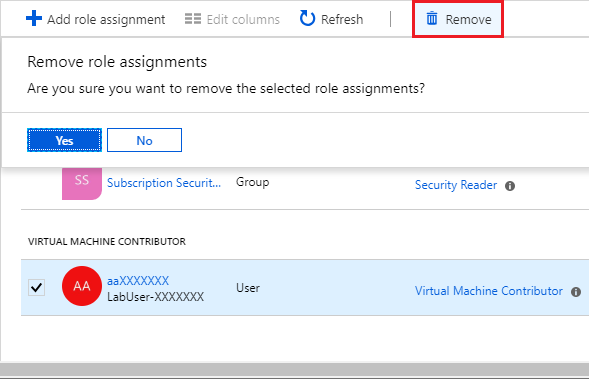 Add role assignment Edit columns Refresh Remove
Remove role assignments
Are you sure you want to remove the selected role assignments?
Yes No
SS Subscription Securit... Group Security Reader
VIRTUAL MACHINE CONTRIBUTOR
AA aaXXXXXXX User Virtual Machine Contributor
LabUser-XXXXXXX